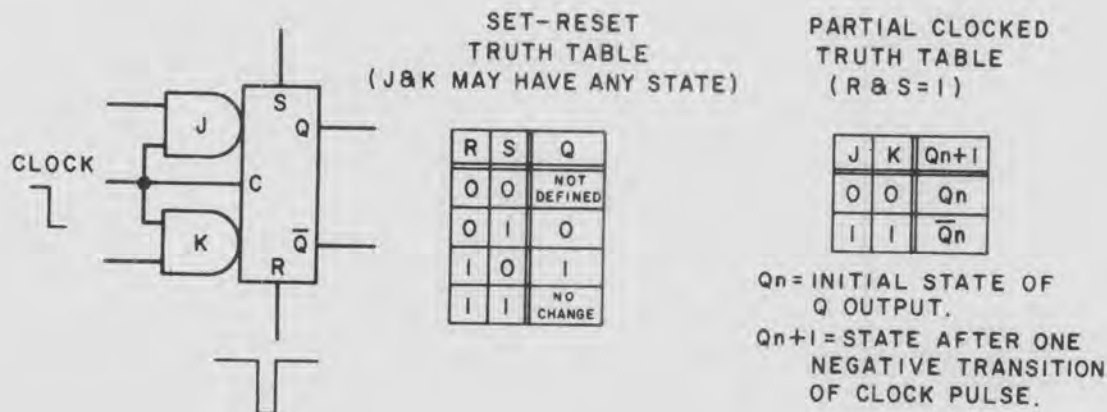 SET-RESET
TRUTH TABLE
(J&K MAY HAVE ANY STATE)
PARTIAL CLOCKED
TRUTH TABLE
(R & S = 1)
S
J
Q
CLOCK
C
K
Q̅
R
R S Q
0 0 NOT DEFINED
0 1 0
1 0 1
1 1 NO CHANGE
J K Qn+1
0 0 Qn
1 1 Q̅n
Qn = INITIAL STATE OF
Q OUTPUT.
Qn+1 = STATE AFTER ONE
NEGATIVE TRANSITION
OF CLOCK PULSE.